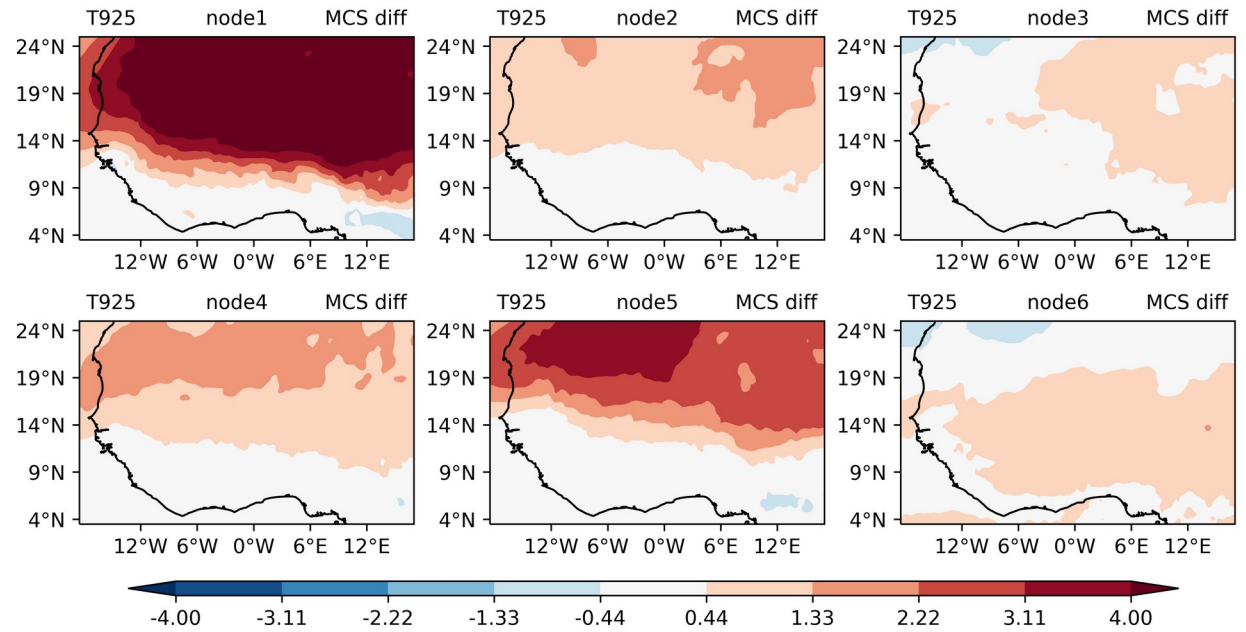 T925 node1 MCS diff
T925 node2 MCS diff
T925 node3 MCS diff
24°N
19°N
14°N
9°N
4°N
24°N
19°N
14°N
9°N
4°N
24°N
19°N
14°N
9°N
4°N
12°W 6°W 0°W 6°E 12°E
12°W 6°W 0°W 6°E 12°E
12°W 6°W 0°W 6°E 12°E
T925 node4 MCS diff
T925 node5 MCS diff
T925 node6 MCS diff
24°N
19°N
14°N
9°N
4°N
24°N
19°N
14°N
9°N
4°N
24°N
19°N
14°N
9°N
4°N
12°W 6°W 0°W 6°E 12°E
12°W 6°W 0°W 6°E 12°E
12°W 6°W 0°W 6°E 12°E
-4.00 -3.11 -2.22 -1.33 -0.44 0.44 1.33 2.22 3.11 4.00